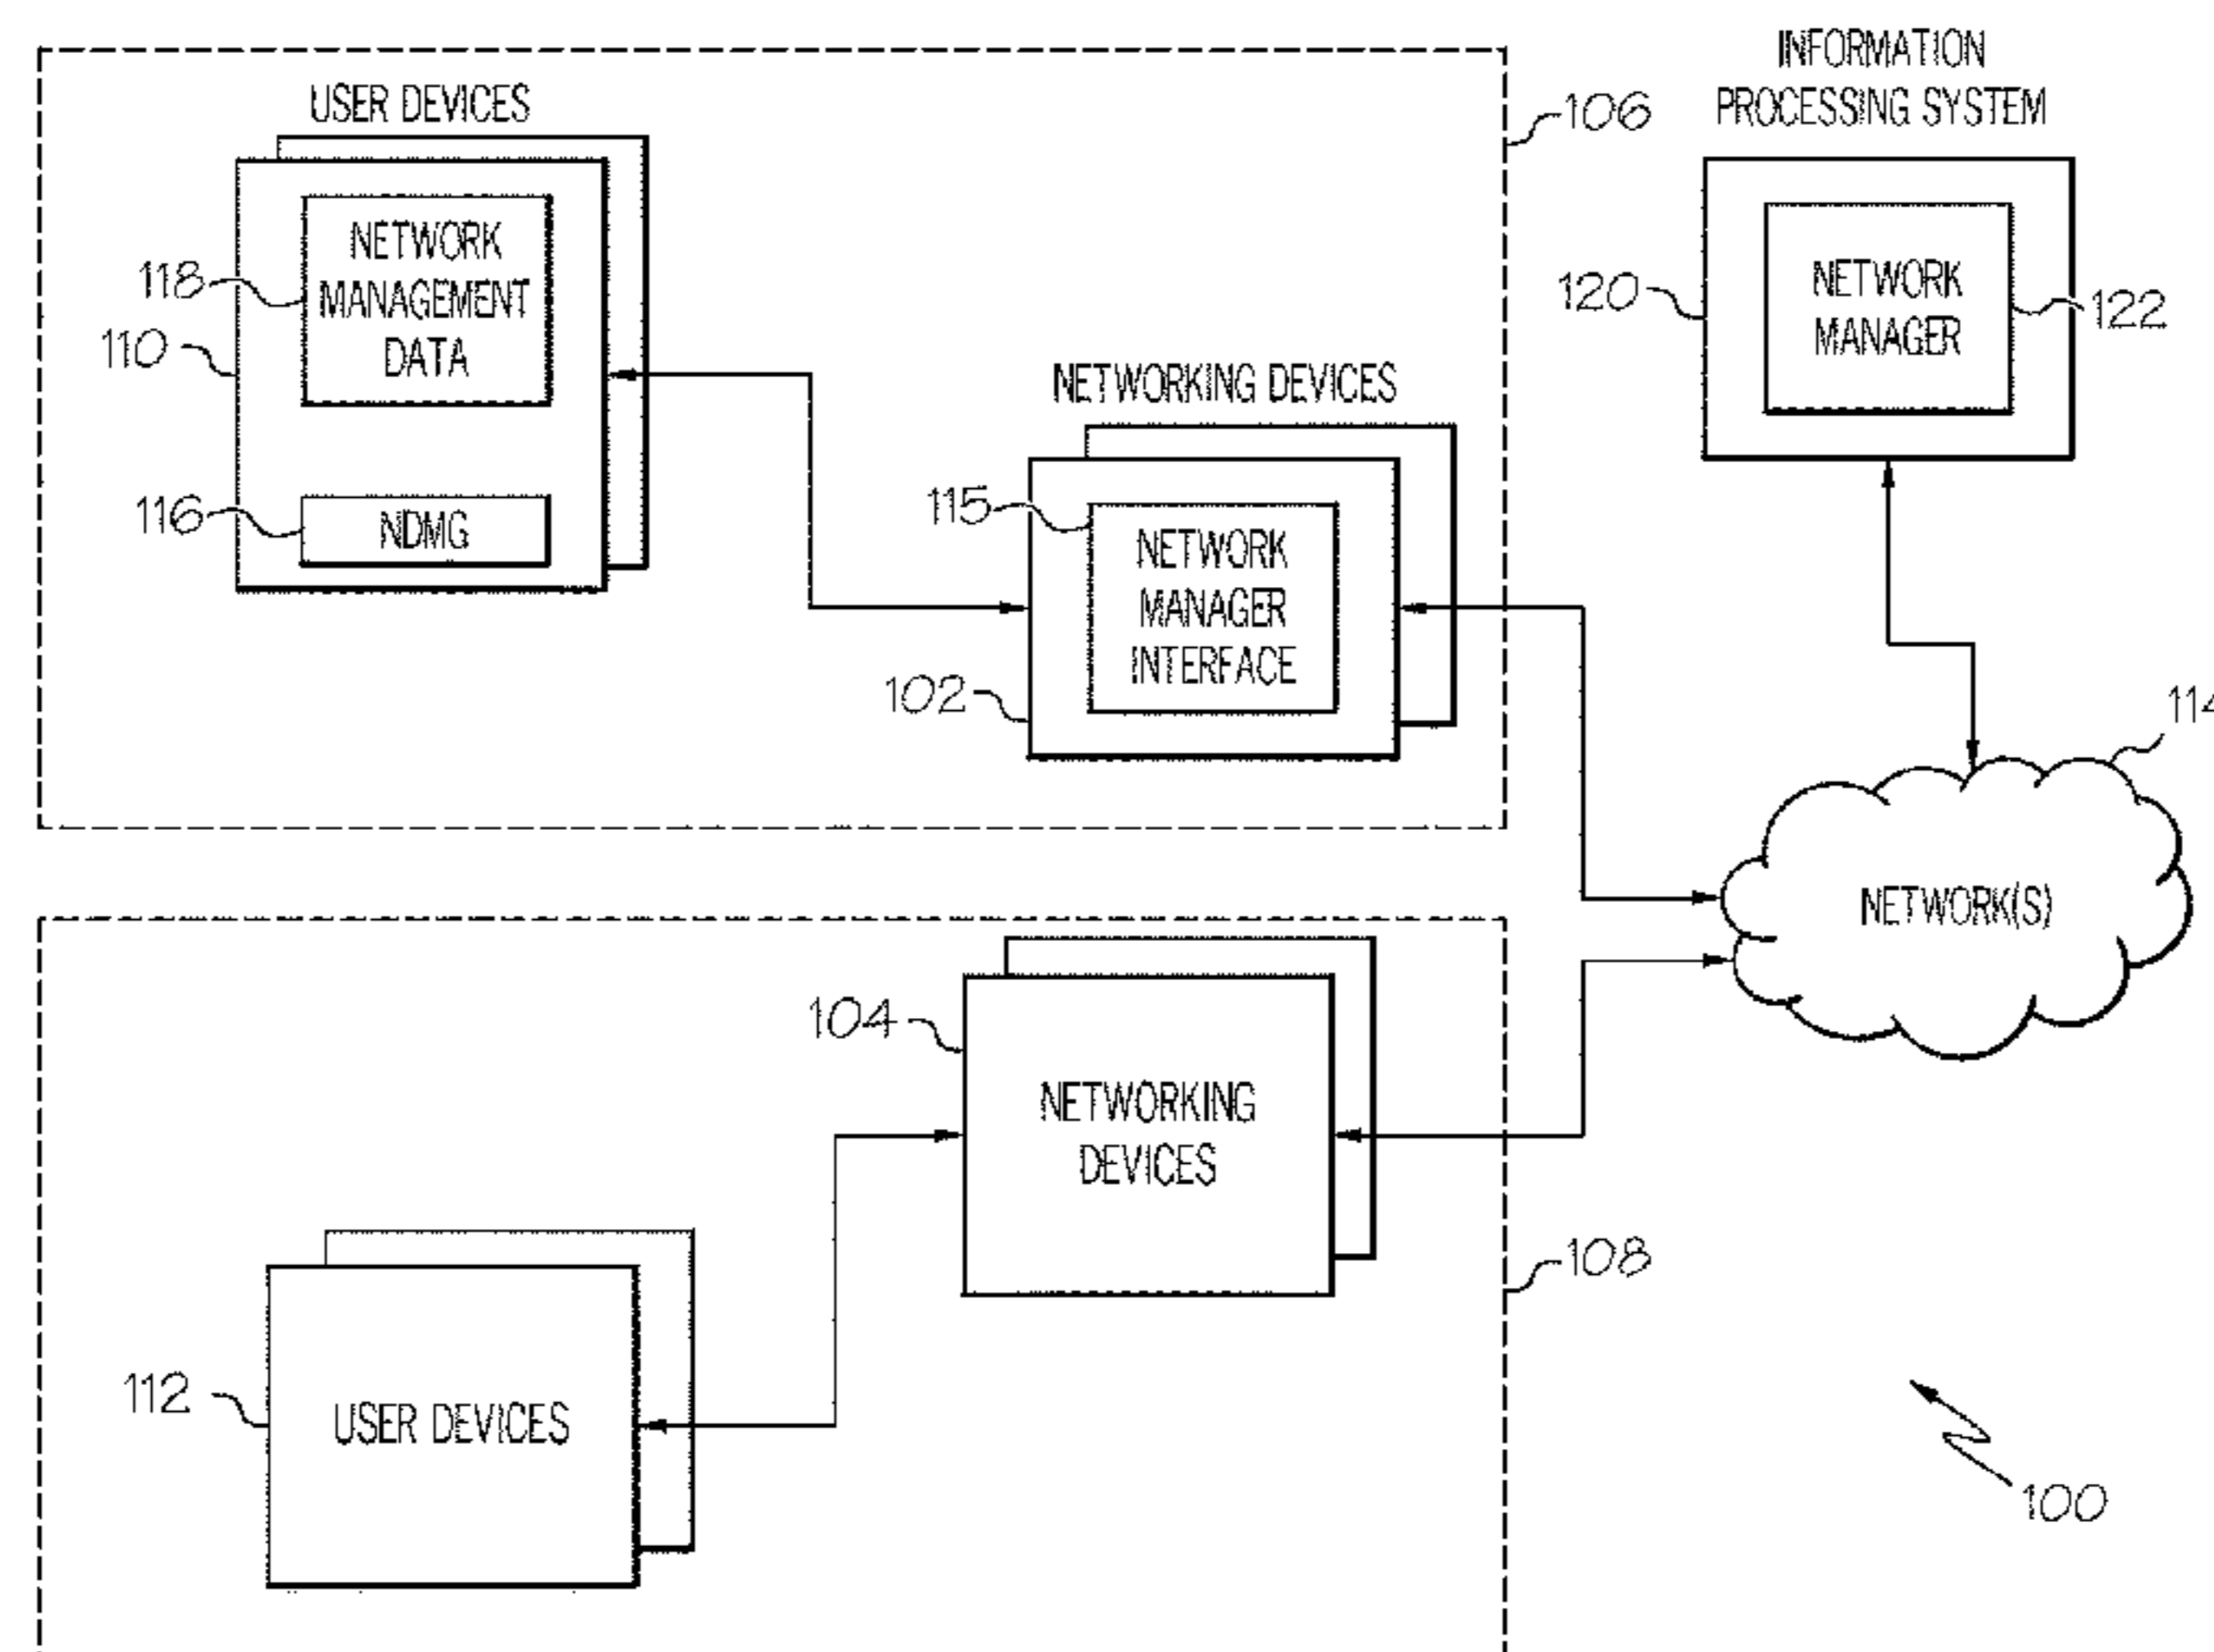 INFORMATION
PROCESSING SYSTEM
USER DEVICES
106
NETWORK
MANAGEMENT
DATA
118
110
NETWORK
MANAGER
120
122
NETWORKING DEVICES
116
NDMG
115
NETWORK
MANAGER
INTERFACE
102
114
NETWORK(S)
104
NETWORKING
DEVICES
108
112
USER DEVICES
100